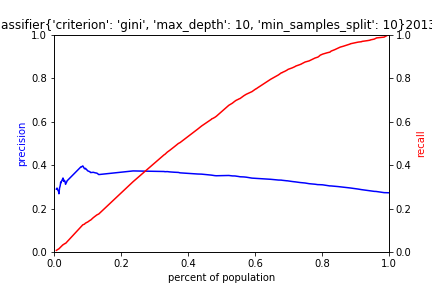 assifier{'criterion': 'gini', 'max_depth': 10, 'min_samples_split': 10}2013
1.0 1.0
0.8 0.8
0.6 0.6
precision recall
0.4 0.4
0.2 0.2
0.0 0.0
0.0 0.2 0.4 0.6 0.8 1.0
percent of population